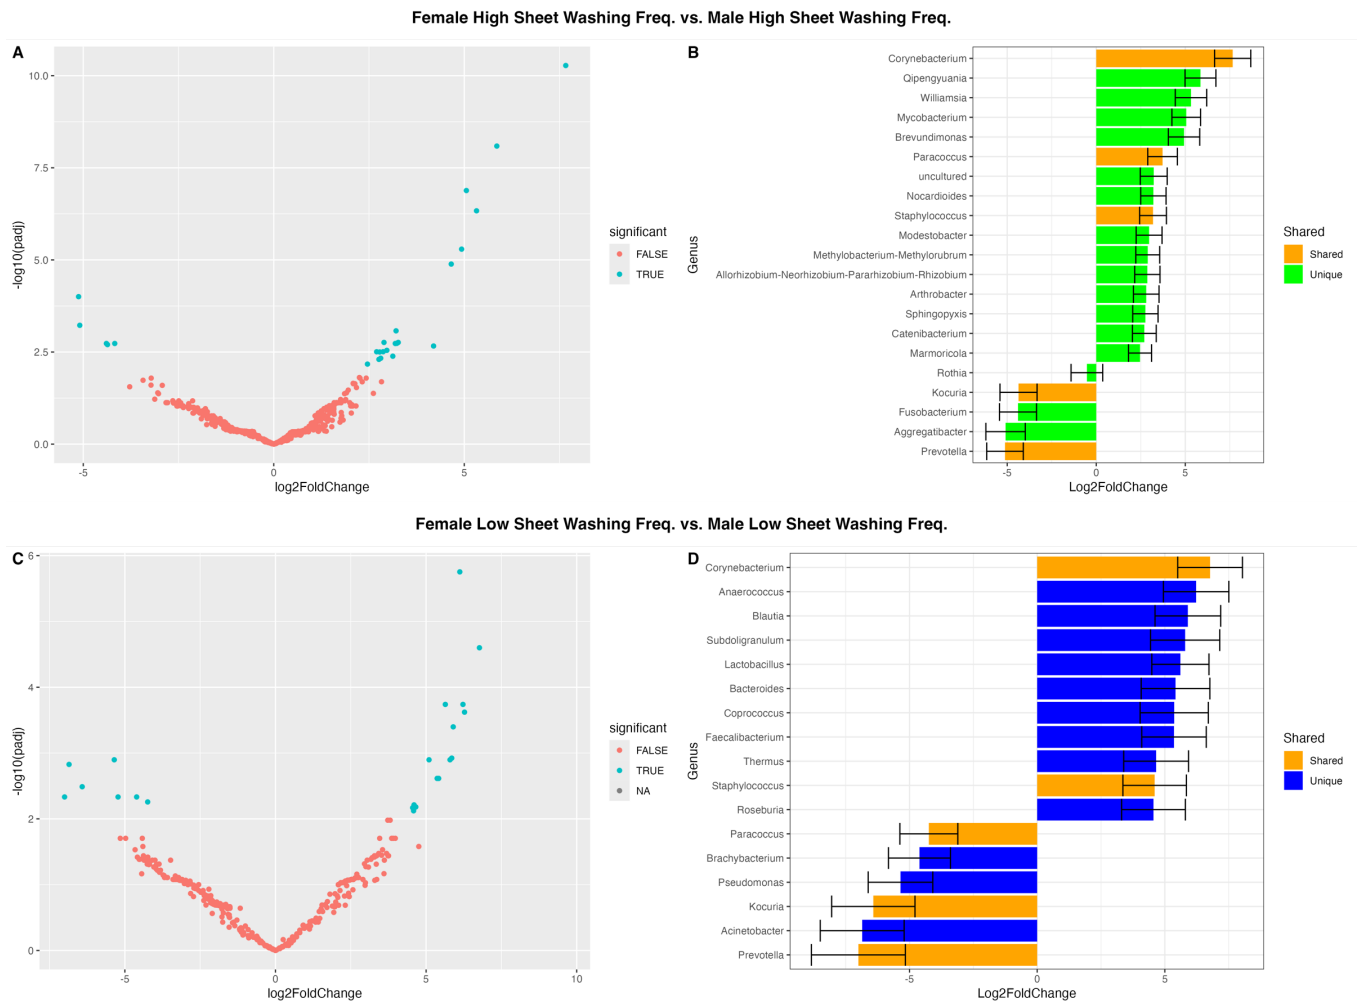 Female High Sheet Washing Freq. vs. Male High Sheet Washing Freq.
A
10.0
7.5
5.0
2.5
0.0
-log10(padj)
-5
0
5
log2FoldChange
significant
FALSE
TRUE
B
Genus
Corynebacterium
Qipengyuania
Williamsia
Mycobacterium
Brevundimonas
Paracoccus
uncultured
Nocardioides
Staphylococcus
Modestobacter
Methylobacterium-Methylorubrum
Allorhizobium-Neorhizobium-Pararhizobium-Rhizobium
Arthrobacter
Sphingopyxis
Catenibacterium
Marmoricola
Rothia
Kocuria
Fusobacterium
Aggregatibacter
Prevotella
-5
0
5
Log2FoldChange
Shared
Shared
Unique
Female Low Sheet Washing Freq. vs. Male Low Sheet Washing Freq.
C
6
4
2
0
-log10(padj)
-5
0
5
10
log2FoldChange
significant
FALSE
TRUE
NA
D
Genus
Corynebacterium
Anaerococcus
Blautia
Subdoligranulum
Lactobacillus
Bacteroides
Coprococcus
Faecalibacterium
Thermus
Staphylococcus
Roseburia
Paracoccus
Brachybacterium
Pseudomonas
Kocuria
Acinetobacter
Prevotella
-5
0
5
Log2FoldChange
Shared
Shared
Unique